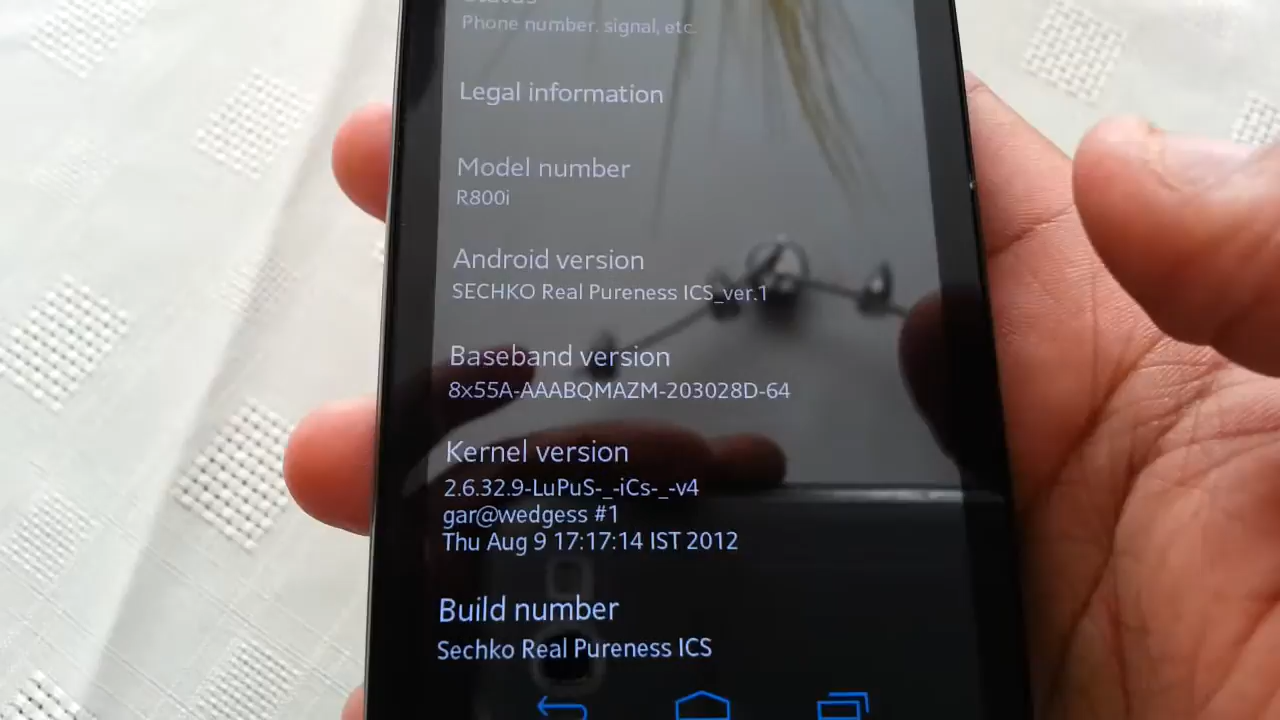 Status
Phone number, signal, etc.
Legal information
Model number
R800i
Android version
SECHKO Real Pureness ICS_ver.1
Baseband version
8x55A-AAABQMAZM-203028D-64
Kernel version
2.6.32.9-LuPuS-_-iCs-_-v4
gar@wedgess #1
Thu Aug 9 17:17:14 IST 2012
Build number
Sechko Real Pureness ICS